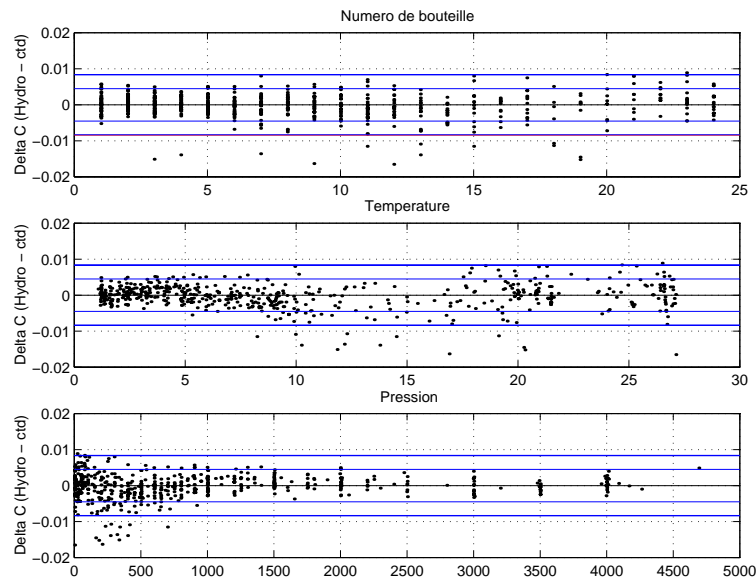 Numero de bouteille
0.02
0.01
0
−0.01
−0.02
Delta C (Hydro − ctd)
0 5 10 15 20 25
Temperature
0.02
0.01
0
−0.01
−0.02
Delta C (Hydro − ctd)
0 5 10 15 20 25 30
Pression
0.02
0.01
0
−0.01
−0.02
Delta C (Hydro − ctd)
0 500 1000 1500 2000 2500 3000 3500 4000 4500 5000